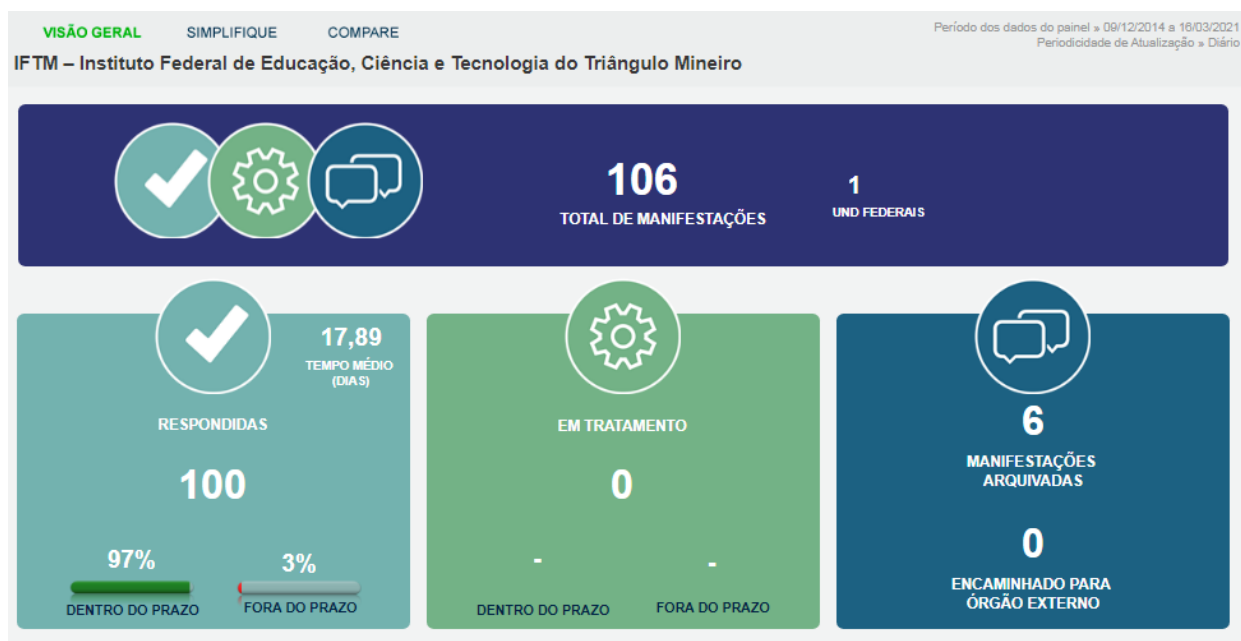 VISÃO GERAL SIMPLIFIQUE COMPARE
Período dos dados do painel » 09/12/2014 a 16/03/2021
Periodicidade de Atualização » Diário
IFTM – Instituto Federal de Educação, Ciência e Tecnologia do Triângulo Mineiro
106
TOTAL DE MANIFESTAÇÕES
1
UND FEDERAIS
17,89
TEMPO MÉDIO
(DIAS)
RESPONDIDAS
100
97%
DENTRO DO PRAZO
3%
FORA DO PRAZO
EM TRATAMENTO
0
-
DENTRO DO PRAZO
-
FORA DO PRAZO
6
MANIFESTAÇÕES
ARQUIVADAS
0
ENCAMINHADO PARA
ÓRGÃO EXTERNO